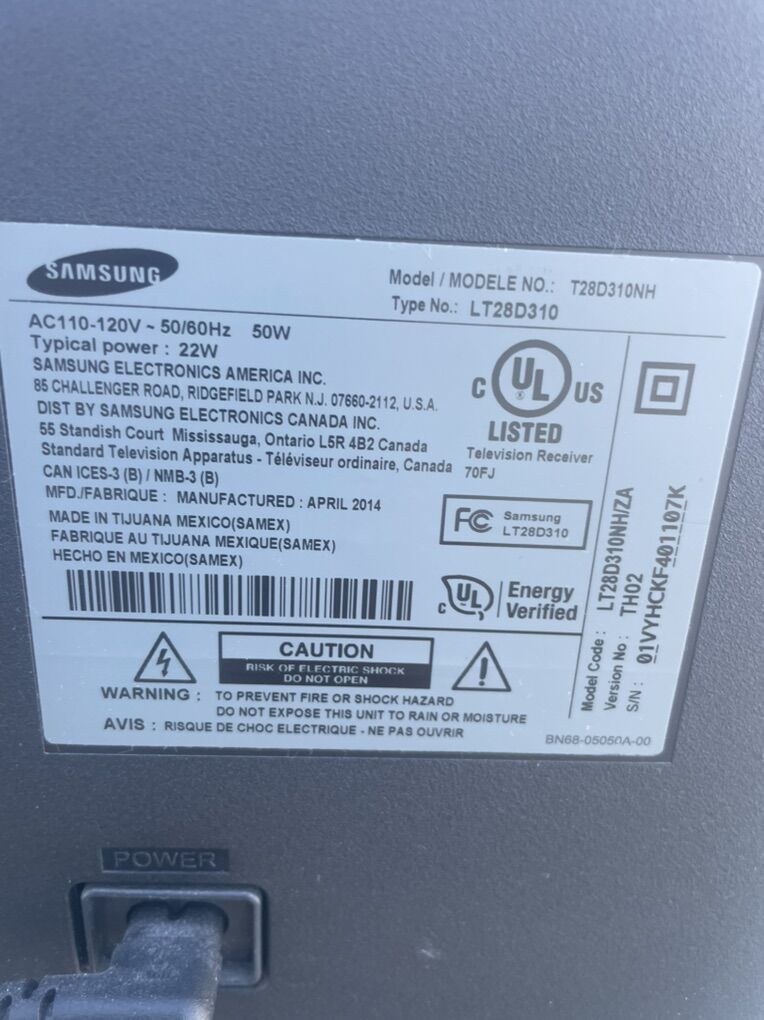 SAMSUNG
Model / MODELE NO.: T28D310NH
Type No.: LT28D310
AC110-120V ~ 50/60Hz 50W
Typical power : 22W
SAMSUNG ELECTRONICS AMERICA INC.
85 CHALLENGER ROAD, RIDGEFIELD PARK N.J. 07660-2112, U.S.A.
DIST BY SAMSUNG ELECTRONICS CANADA INC.
55 Standish Court Mississauga, Ontario L5R 4B2 Canada
Standard Television Apparatus - Téléviseur ordinaire, Canada
CAN ICES-3 (B) / NMB-3 (B)
MFD./FABRIQUE : MANUFACTURED : APRIL 2014
MADE IN TIJUANA MEXICO(SAMEX)
FABRIQUE AU TIJUANA MEXIQUE(SAMEX)
HECHO EN MEXICO(SAMEX)
C UL ® US
LISTED
Television Receiver
70FJ
FC Samsung
LT28D310
C UL Energy
Verified
Model Code : LT28D310NH/ZA
Version No : TH02
S/N : 01VYHCKF401107K
CAUTION
RISK OF ELECTRIC SHOCK
DO NOT OPEN
WARNING : TO PREVENT FIRE OR SHOCK HAZARD
DO NOT EXPOSE THIS UNIT TO RAIN OR MOISTURE
AVIS : RISQUE DE CHOC ELECTRIQUE - NE PAS OUVRIR
BN68-05050A-00
POWER